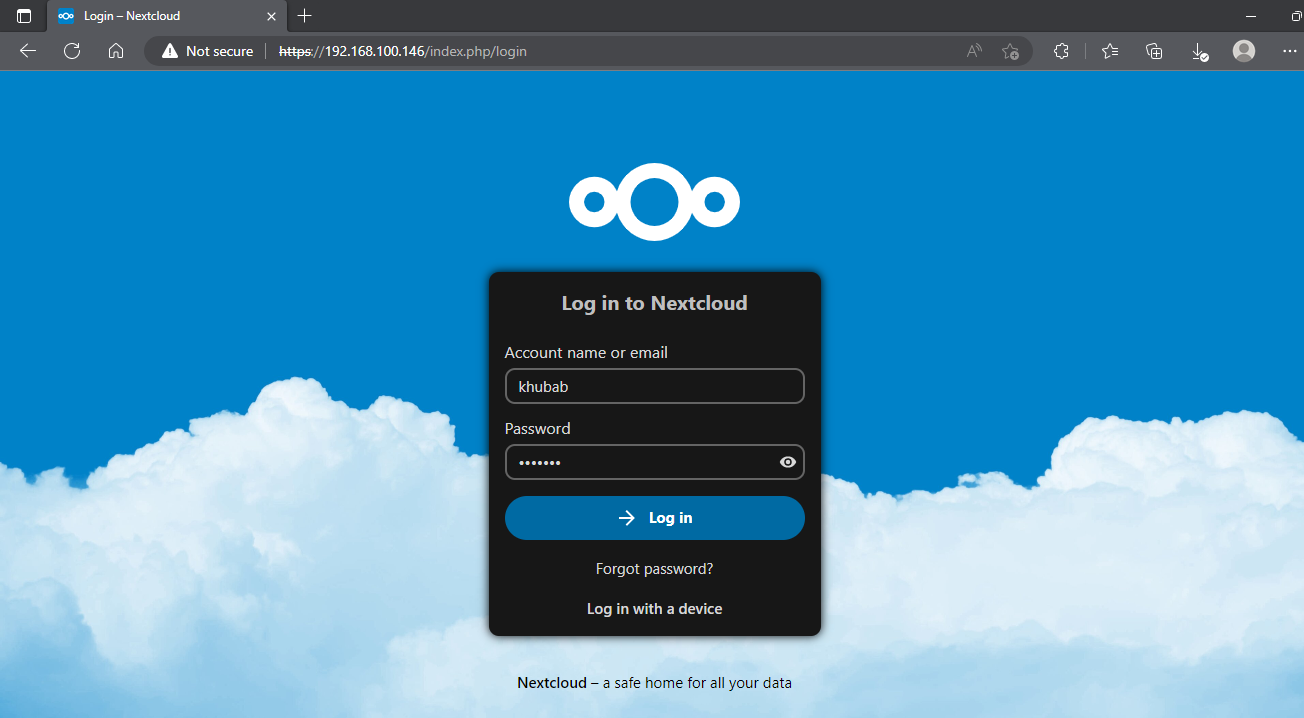 Login – Nextcloud
Not secure
https://192.168.100.146/index.php/login
Log in to Nextcloud
Account name or email
khubab
Password
•••••••
Log in
Forgot password?
Log in with a device
Nextcloud – a safe home for all your data